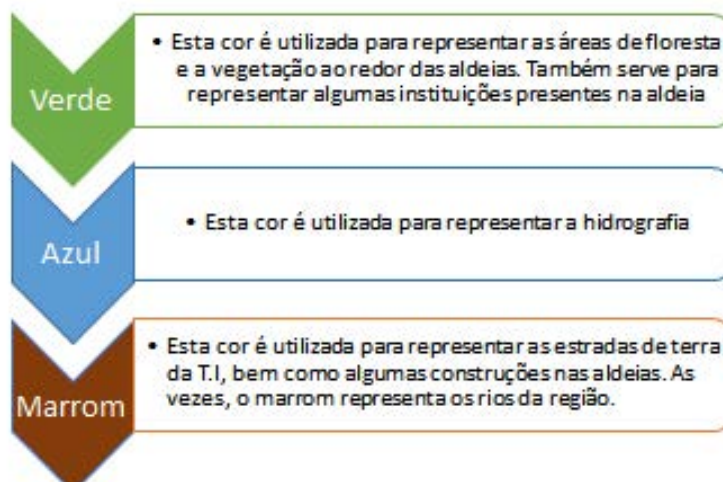 Verde
• Esta cor é utilizada para representar as áreas de floresta
e a vegetação ao redor das aldeias. Também serve para
representar algumas instituições presentes na aldeia
Azul
• Esta cor é utilizada para representar a hidrografia
Marrom
• Esta cor é utilizada para representar as estradas de terra
da T.I, bem como algumas construções nas aldeias. As
vezes, o marrom representa os rios da região.